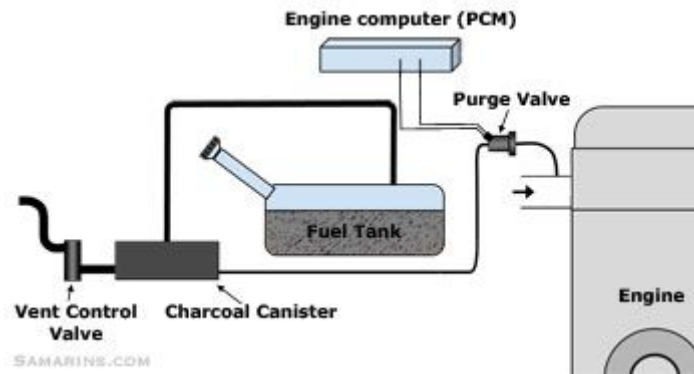 Engine computer (PCM)
Purge Valve
Fuel Tank
Vent Control
Valve
Charcoal Canister
Engine
SAMARINS.COM